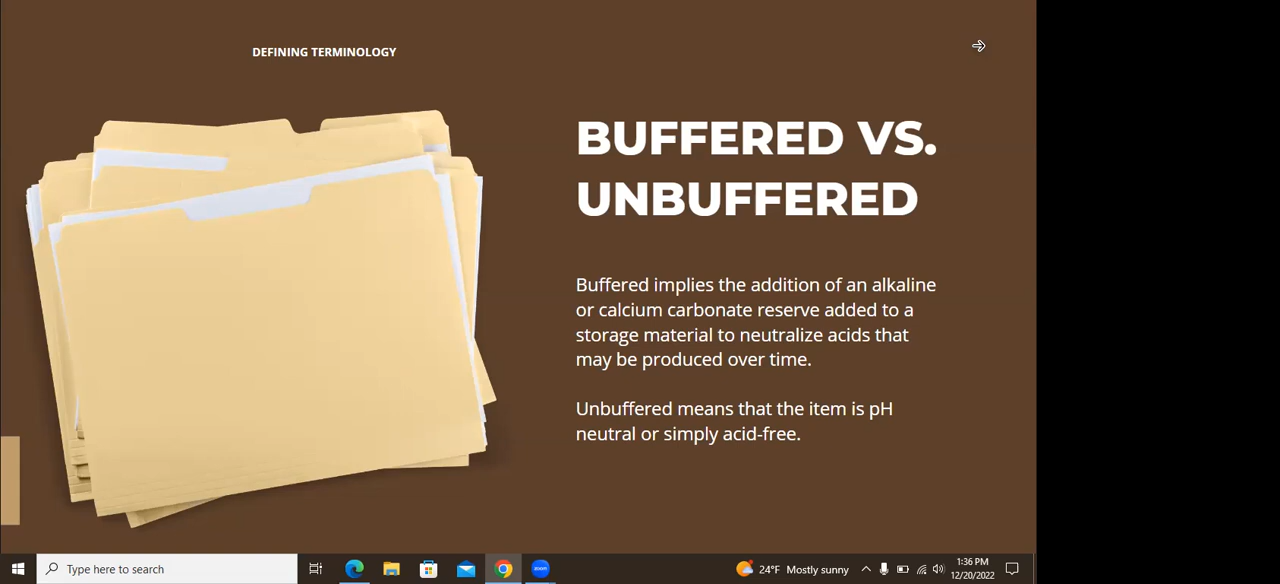 DEFINING TERMINOLOGY
BUFFERED VS.
UNBUFFERED
Buffered implies the addition of an alkaline
or calcium carbonate reserve added to a
storage material to neutralize acids that
may be produced over time.
Unbuffered means that the item is pH
neutral or simply acid-free.
Type here to search
zoom
24°F Mostly sunny
1:36 PM
12/20/2022